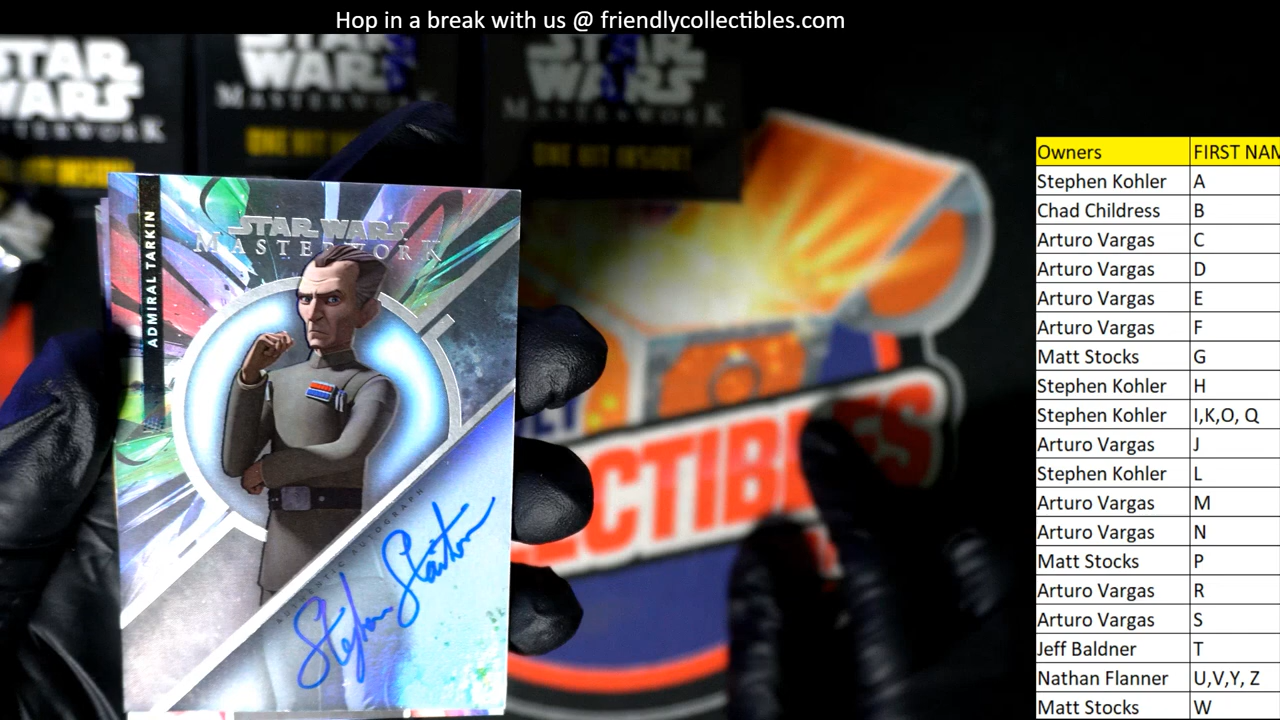 Hop in a break with us @ friendlycollectibles.com
STAR WARS
MASTERWORK
STAR WARS
MASTERWORK
ONE HIT
STAR WARS
MASTERWORK
ONE HIT INSIDE!
ADMIRAL TARKIN
STAR WARS
MASTERWORK
AUTHENTIC AUTOGRAPH
Stephen Stanton
ECTIBLES
Owners FIRST NAM
Stephen Kohler A
Chad Childress B
Arturo Vargas C
Arturo Vargas D
Arturo Vargas E
Arturo Vargas F
Matt Stocks G
Stephen Kohler H
Stephen Kohler I,K,O, Q
Arturo Vargas J
Stephen Kohler L
Arturo Vargas M
Arturo Vargas N
Matt Stocks P
Arturo Vargas R
Arturo Vargas S
Jeff Baldner T
Nathan Flanner U,V,Y, Z
Matt Stocks W